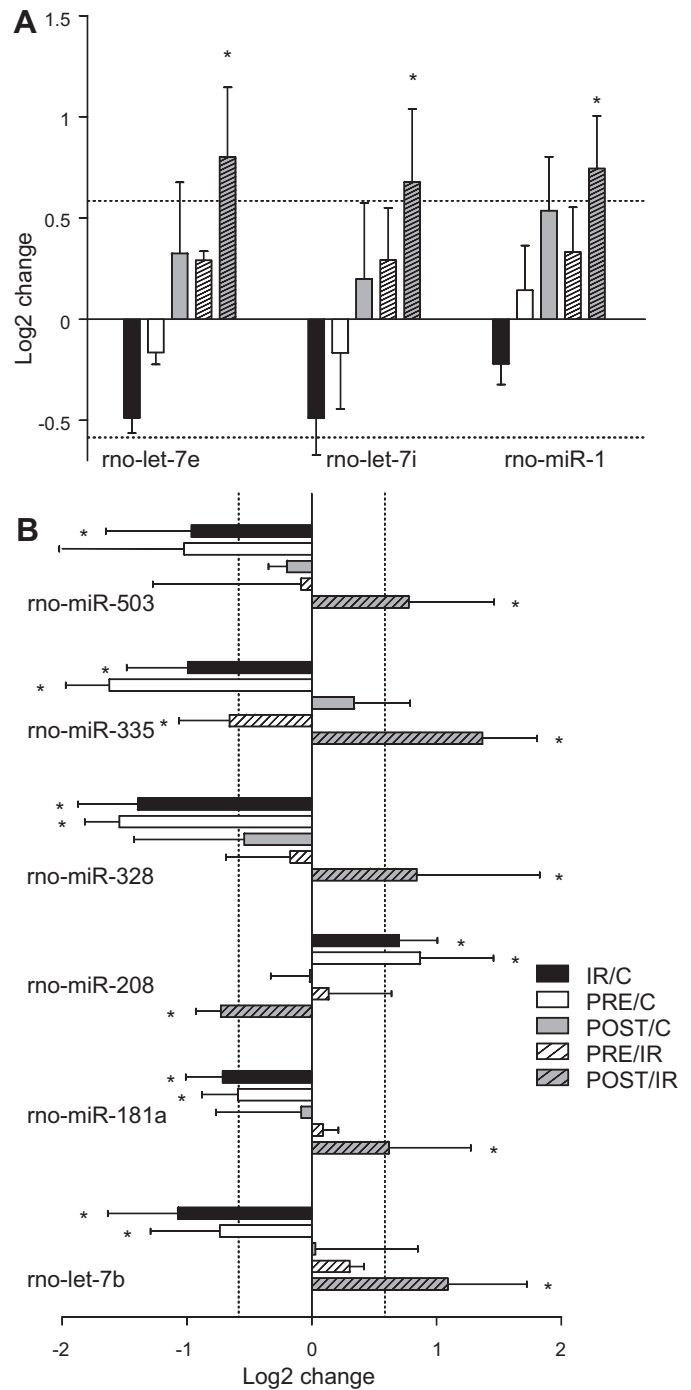 A
1.5
*
*
*
1
0.5
0
-0.5
Log2 change
rno-let-7e
rno-let-7i
rno-miR-1
B
*
rno-miR-503
*
*
*
rno-miR-335 *
*
*
*
rno-miR-328
*
*
*
rno-miR-208
*
*
*
rno-miR-181a
*
*
*
rno-let-7b
*
IR/C
PRE/C
POST/C
PRE/IR
POST/IR
-2
-1
0
1
2
Log2 change